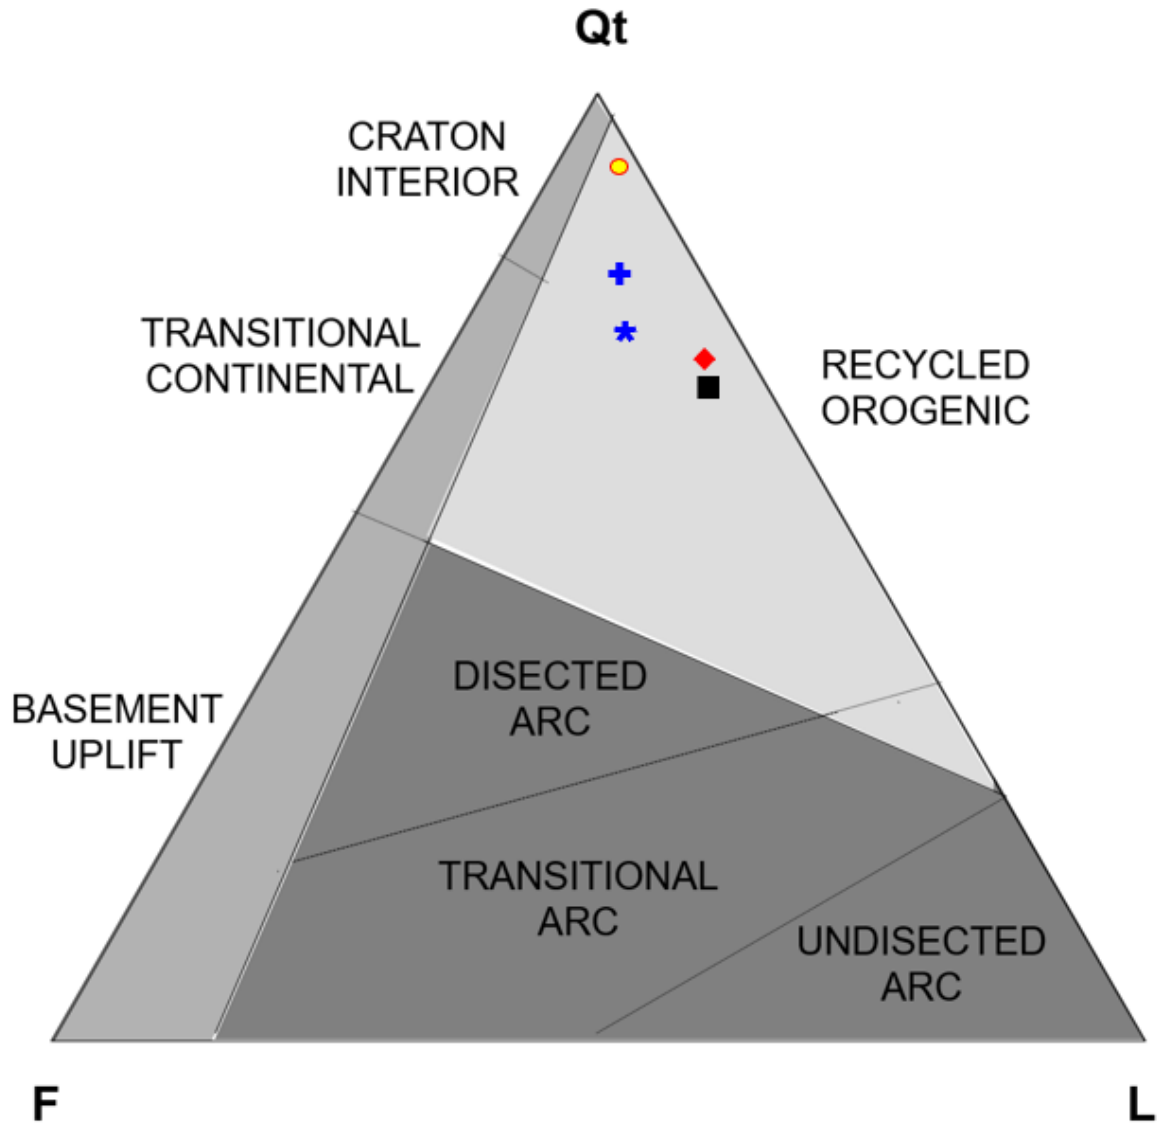 Qt
CRATON
INTERIOR
TRANSITIONAL
CONTINENTAL
RECYCLED
OROGENIC
DISECTED
ARC
BASEMENT
UPLIFT
TRANSITIONAL
ARC
UNDISECTED
ARC
F
L